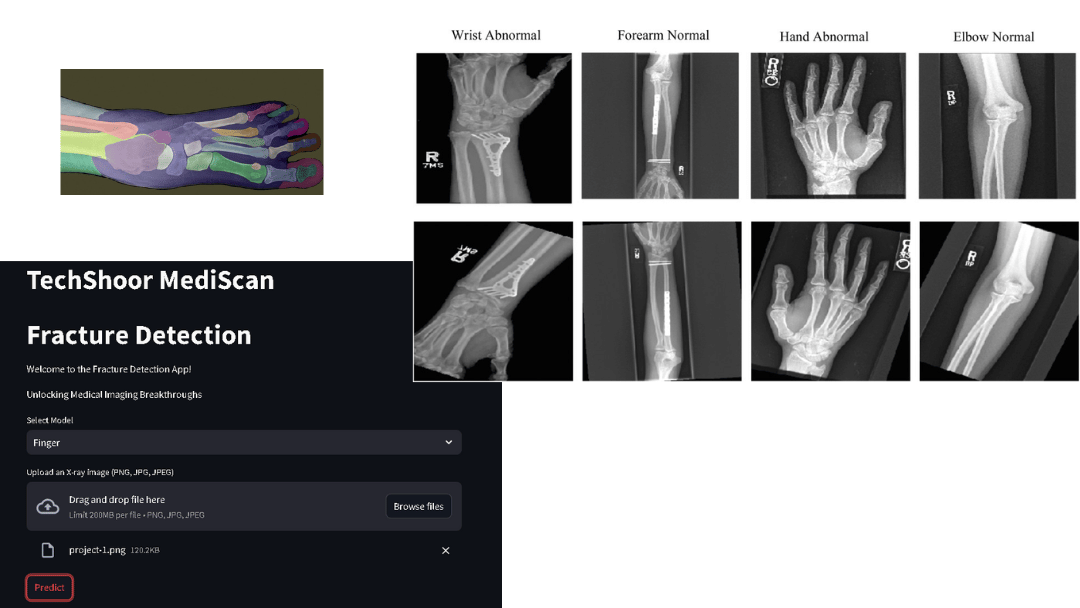 Wrist Abnormal
Forearm Normal
Hand Abnormal
Elbow Normal
R
7MS
R
R
R
R
R
TechShoor MediScan
Fracture Detection
Welcome to the Fracture Detection App!
Unlocking Medical Imaging Breakthroughs
Select Model
Finger
Upload an X-ray image (PNG, JPG, JPEG)
Drag and drop file here
Limit 200MB per file • PNG, JPG, JPEG
Browse files
project-1.png 120.2KB
Predict